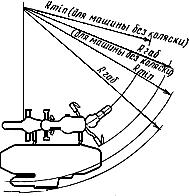 Rmin (для машины без коляски)
Rгаб
(для машины без коляски)
Rmin
Rгаб